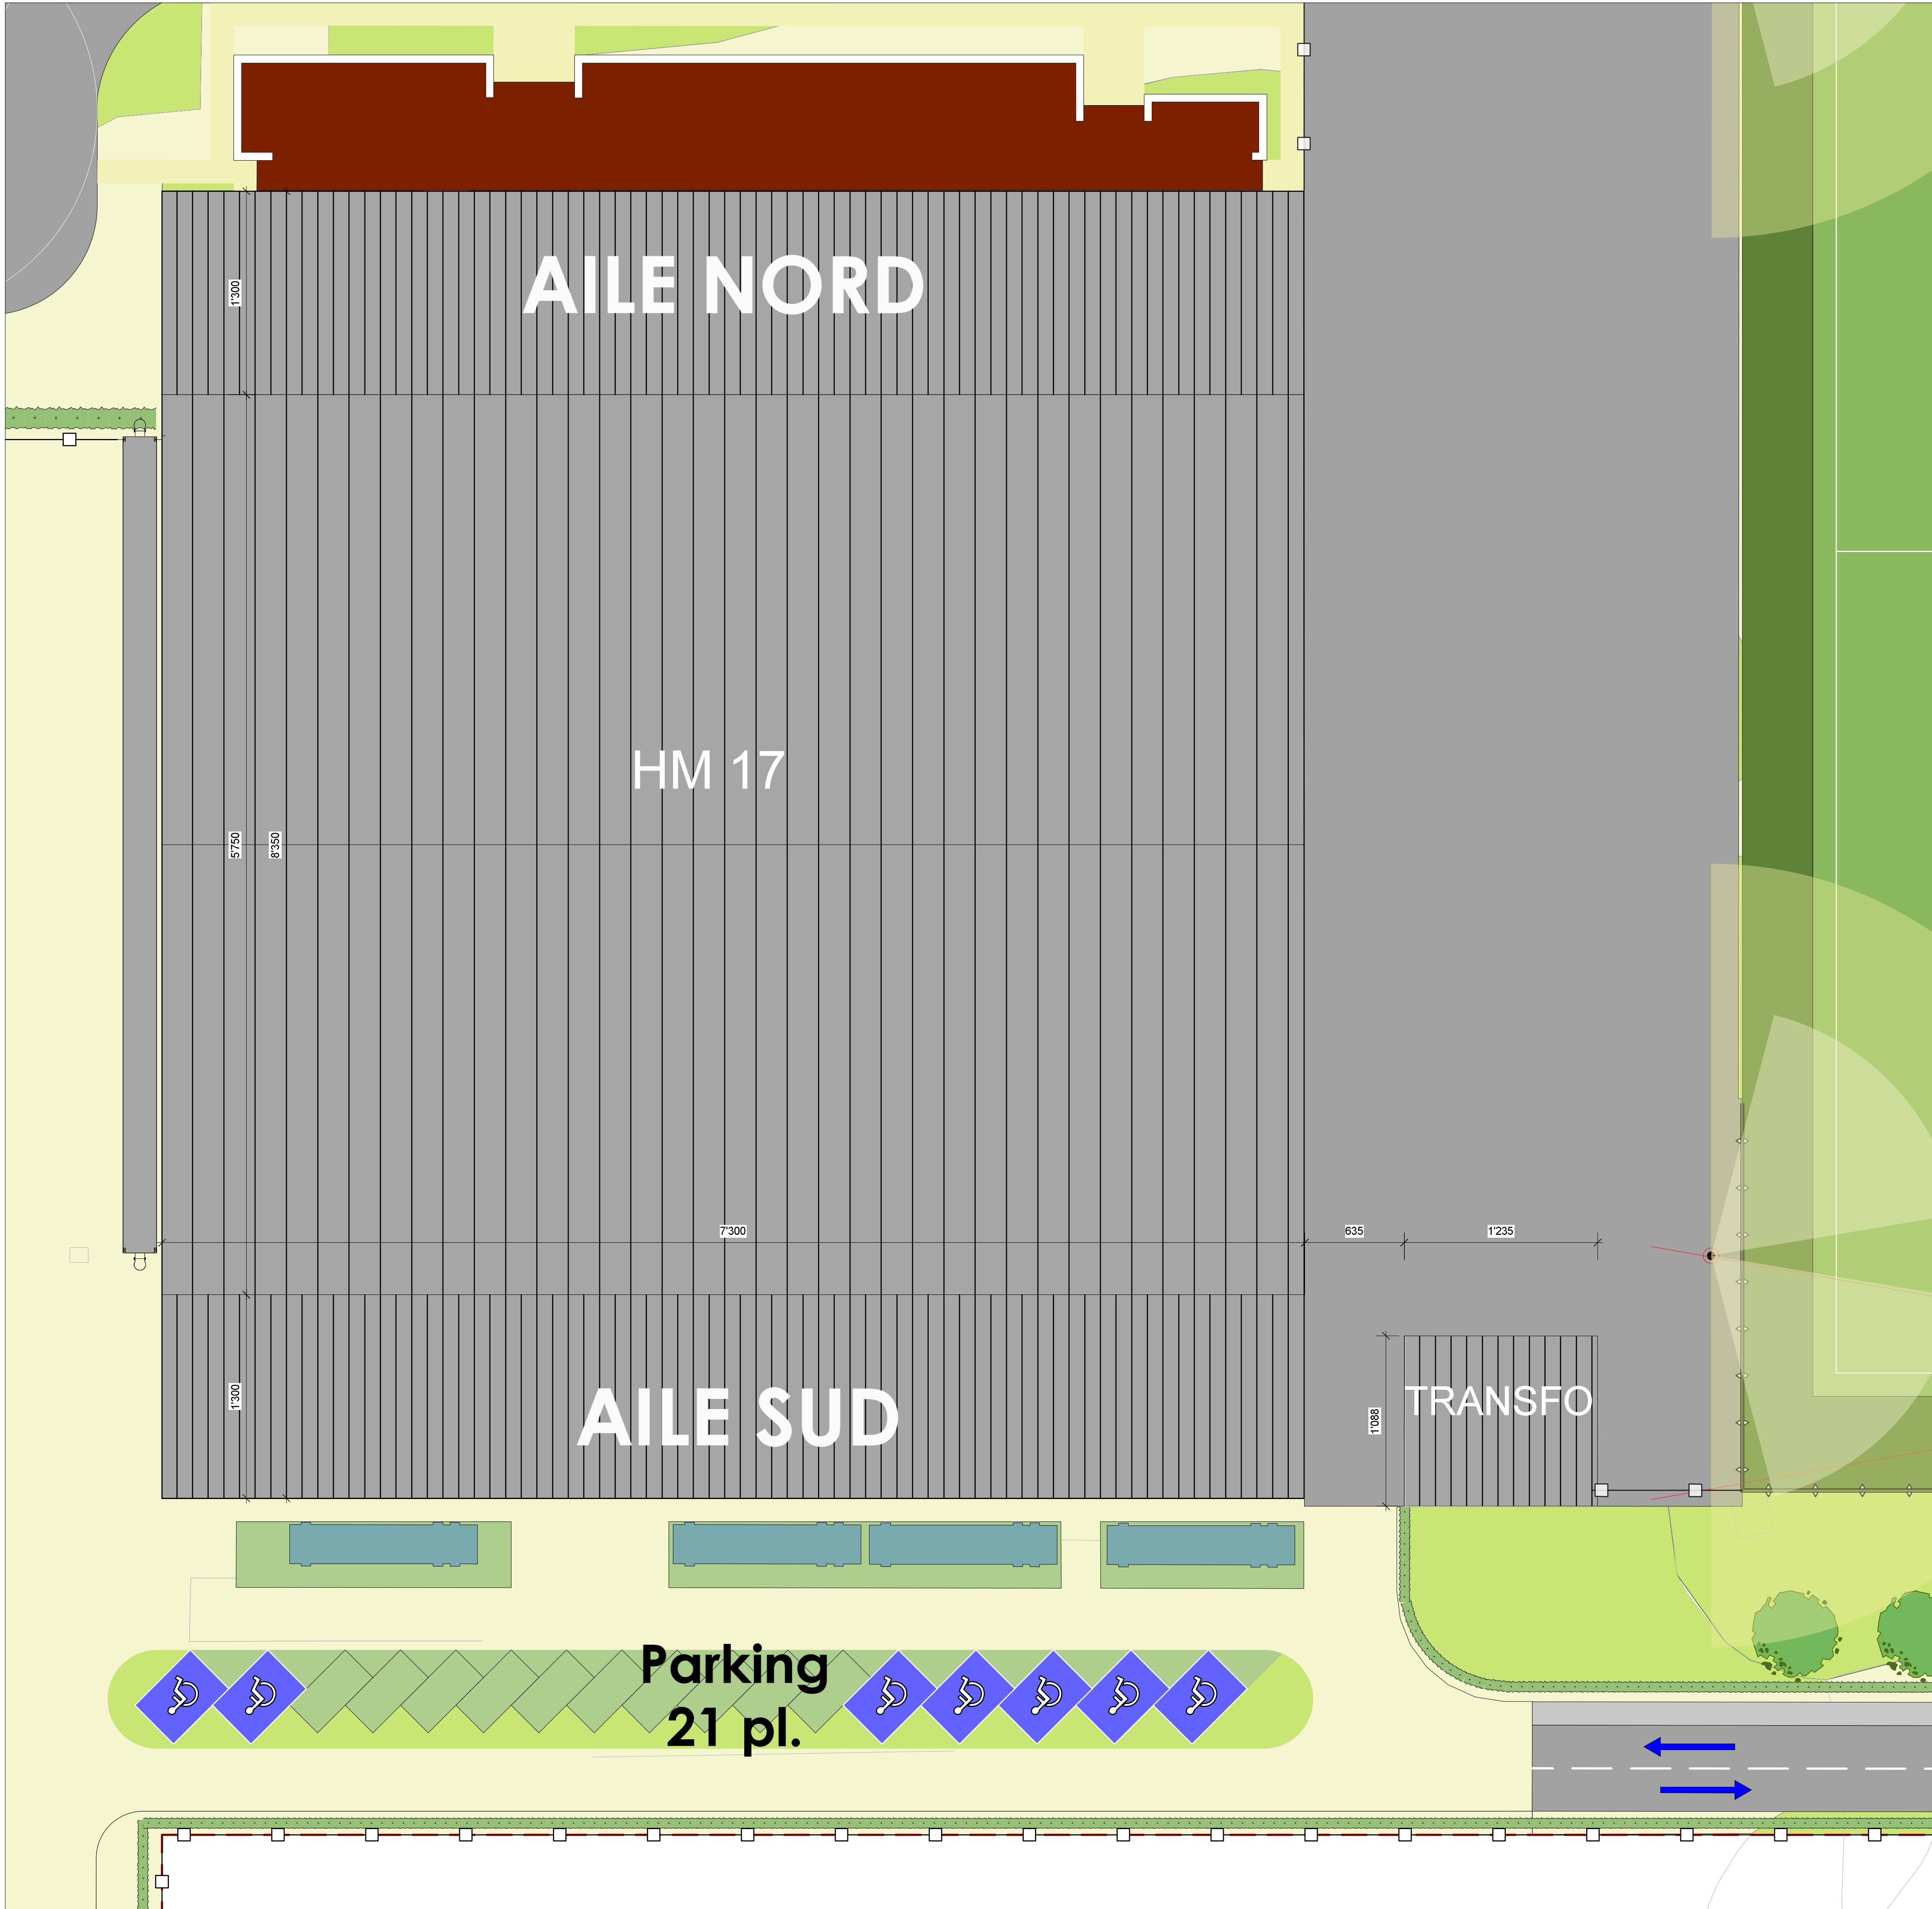 AILE NORD
1'300
HM 17
5'750
8'350
7'300
635
1'235
1'300
AILE SUD
1'088
TRANSFO
Parking
21 pl.